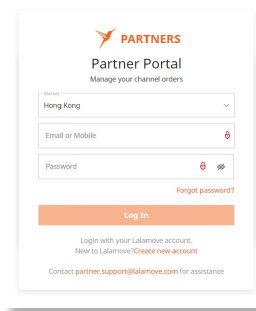 PARTNERS
Partner Portal
Manage your channel orders
Market
Hong Kong
Email or Mobile
Password
Forgot password?
Log In
Login with your Lalamove account.
New to Lalamove?Create new account
Contact partner.support@lalamove.com for assistance